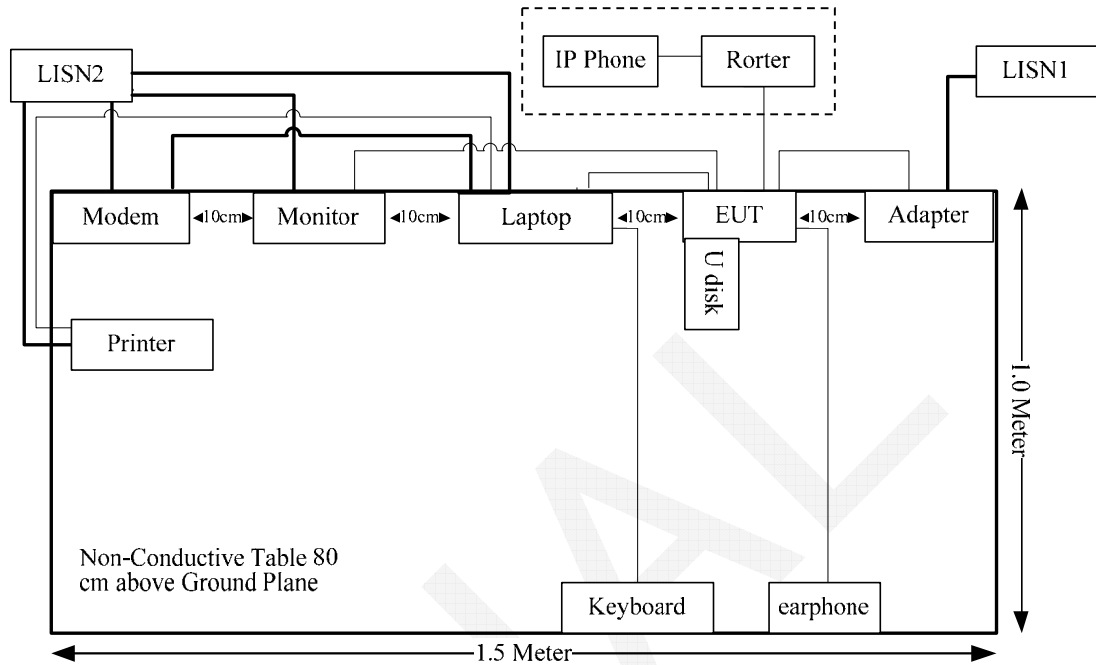 LISN2
IP Phone
Rorter
LISN1
Modem
10cm
Monitor
10cm
Laptop
10cm
EUT
10cm
Adapter
U disk
Printer
1.0 Meter
Non-Conductive Table 80
cm above Ground Plane
Keyboard
earphone
1.5 Meter